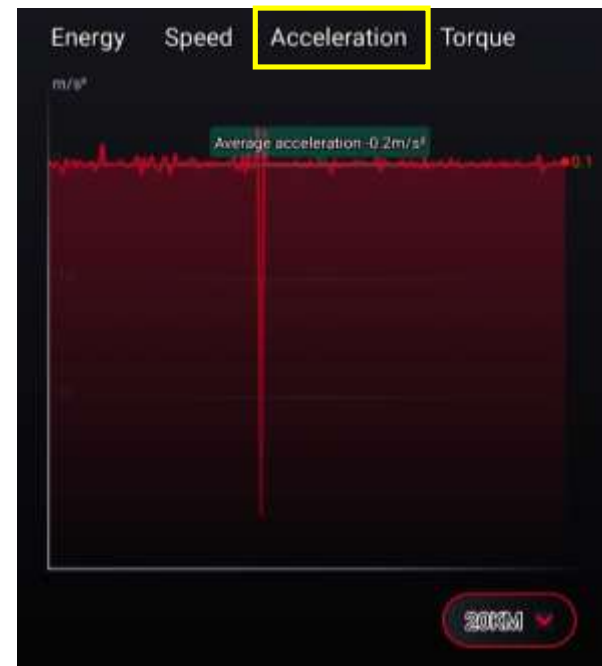 Energy Speed Acceleration Torque
m/s²
Average acceleration -0.2m/s²
0.1
20KM